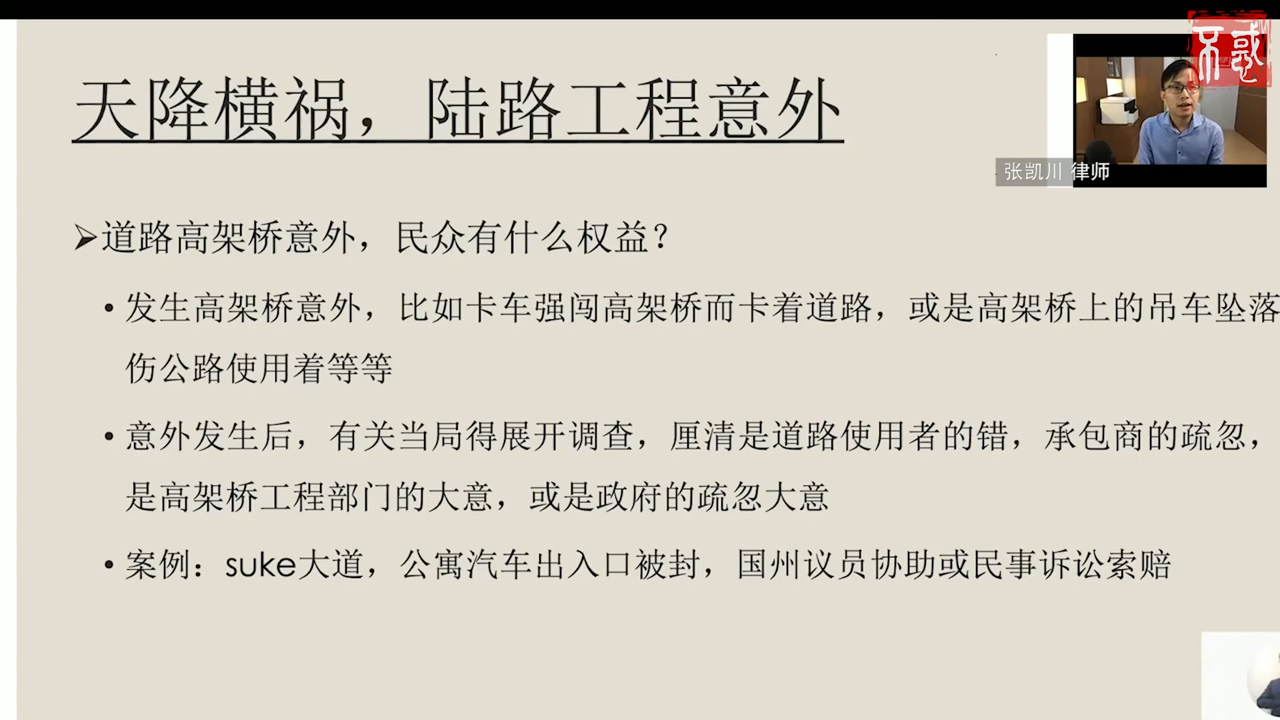 不惑
天降横祸，陆路工程意外
张凯川 律师
道路高架桥意外，民众有什么权益？
发生高架桥意外，比如卡车强闯高架桥而卡着道路，或是高架桥上的吊车坠落
伤公路使用着等等
意外发生后，有关当局得展开调查，厘清是道路使用者的错，承包商的疏忽，
是高架桥工程部门的大意，或是政府的疏忽大意
案例：suke大道，公寓汽车出入口被封，国州议员协助或民事诉讼索赔